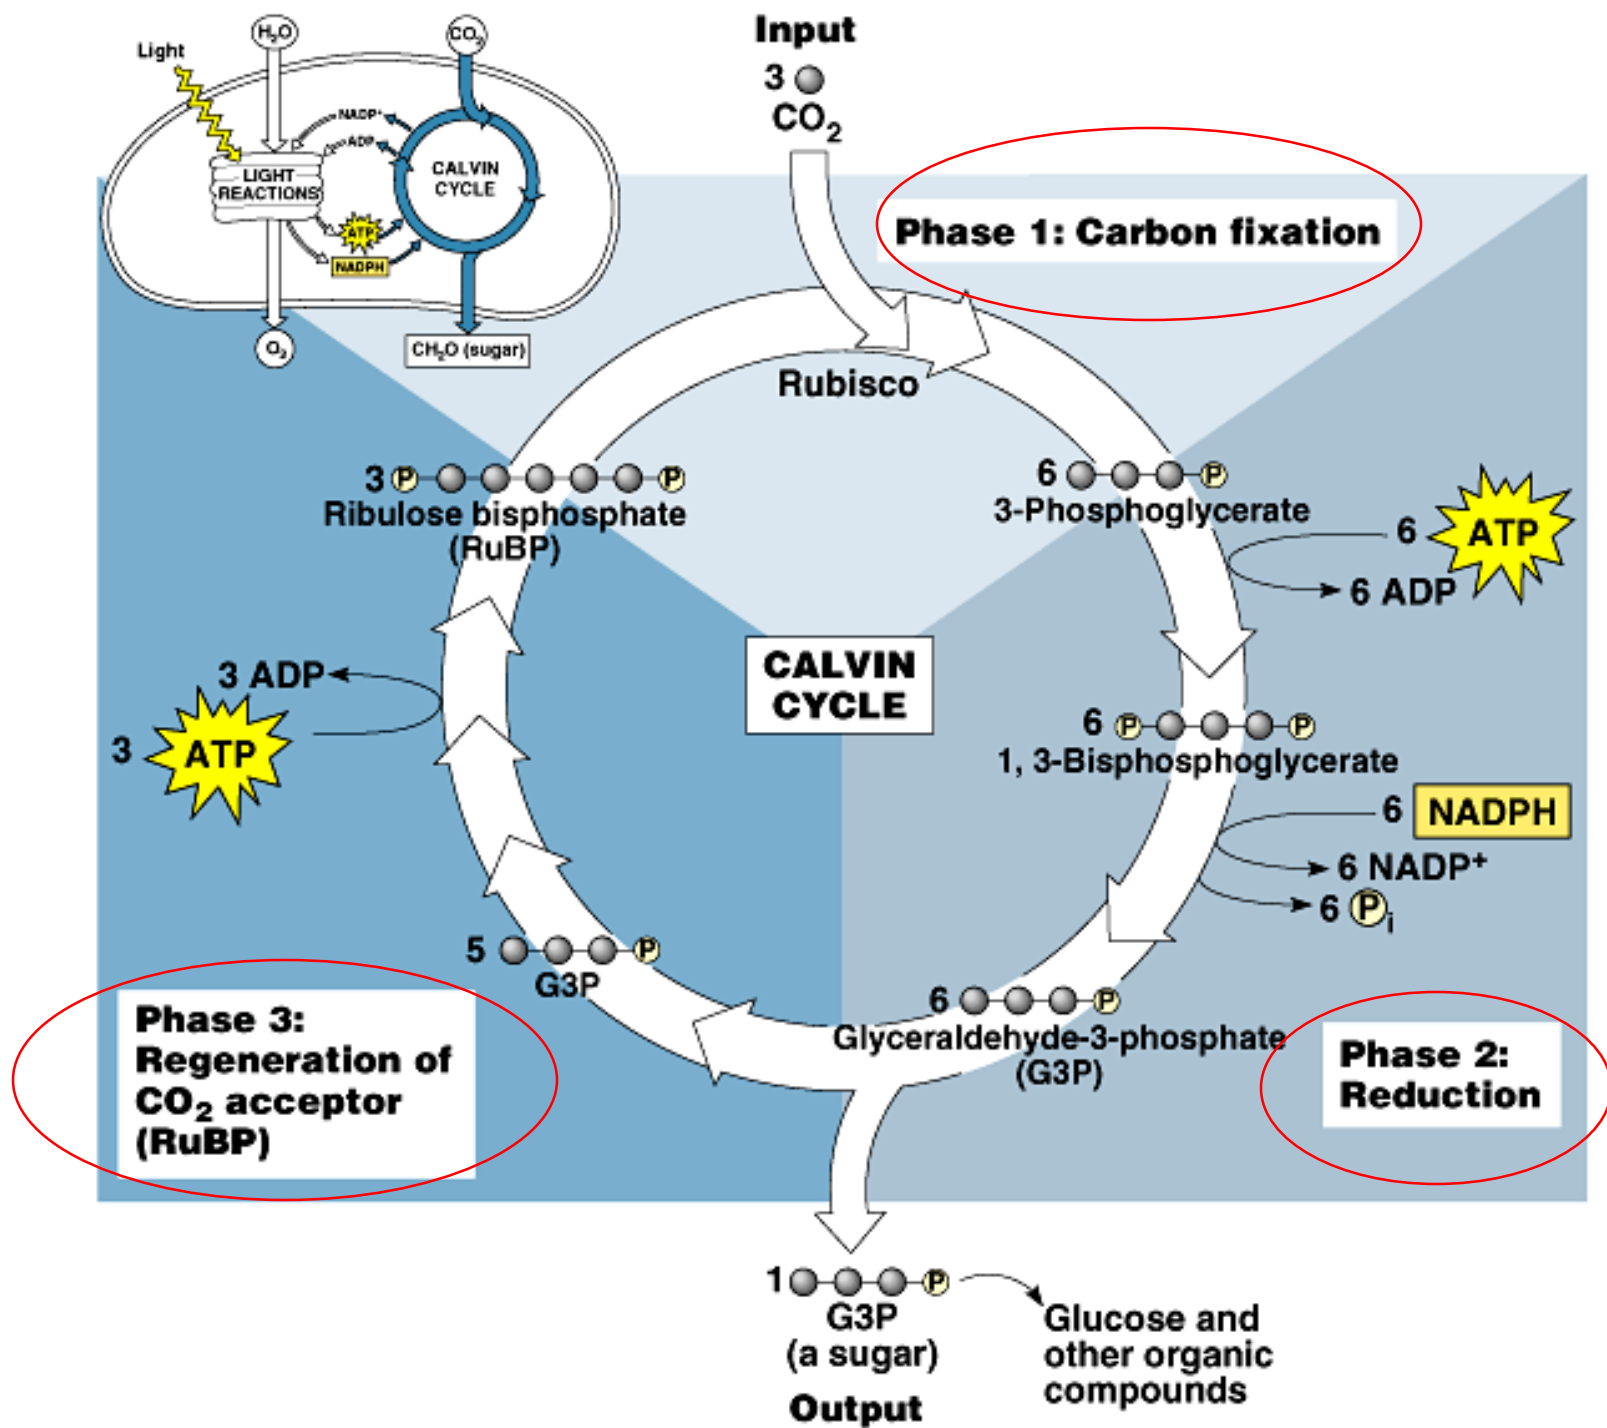 Light
H₂O
CO₂
NADP⁺
ADP
LIGHT
REACTIONS
CALVIN
CYCLE
ATP
NADPH
O₂
CH₂O (sugar)
Input
3
CO₂
Phase 1: Carbon fixation
Rubisco
3 P P
Ribulose bisphosphate
(RuBP)
6 P
3-Phosphoglycerate
6 ATP
6 ADP
CALVIN
CYCLE
3 ADP
3 ATP
6 P P
1, 3-Bisphosphoglycerate
6 NADPH
6 NADP⁺
6 Pi
5 P
G3P
6 P
Glyceraldehyde-3-phosphate
(G3P)
Phase 3:
Regeneration of
CO₂ acceptor
(RuBP)
Phase 2:
Reduction
1 P
G3P
(a sugar)
Glucose and
other organic
compounds
Output